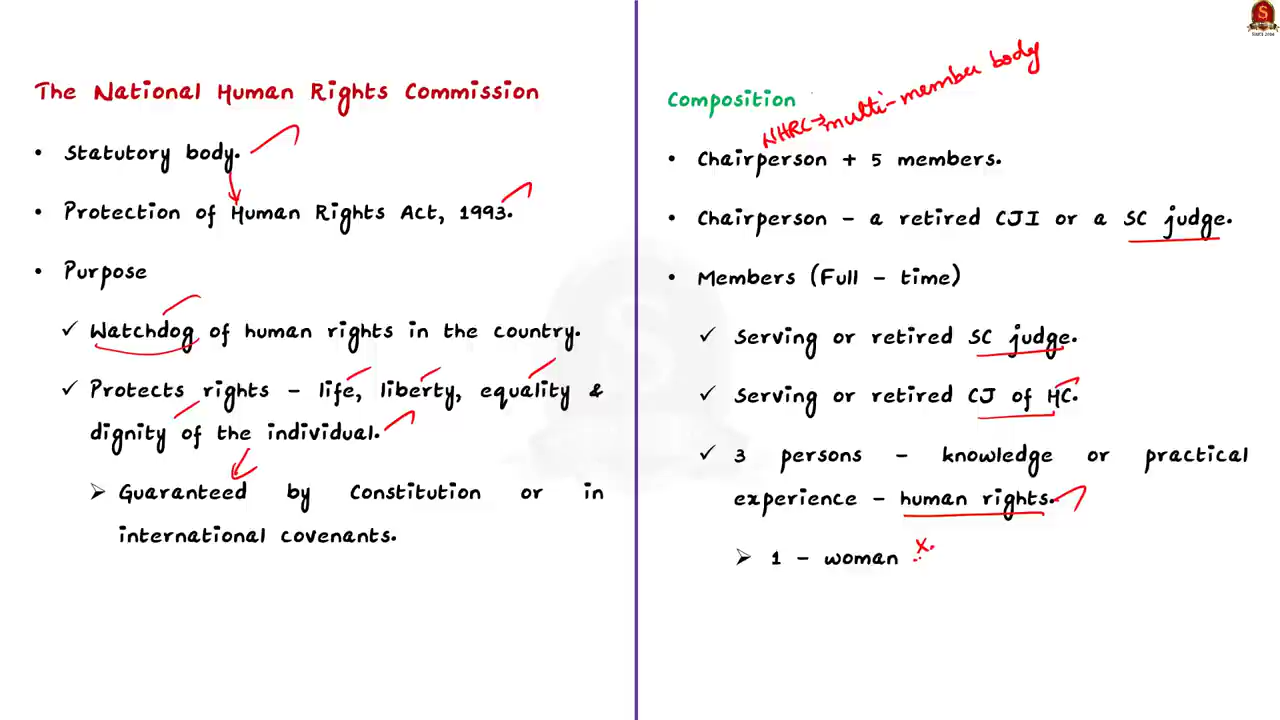 The National Human Rights Commission
• Statutory body.
• Protection of Human Rights Act, 1993.
• Purpose
✓ Watchdog of human rights in the country.
✓ Protects rights – life, liberty, equality &
dignity of the individual.
➢ Guaranteed by Constitution or in
international covenants.
Composition
NHRC → multi-member body
• Chairperson + 5 members.
• Chairperson – a retired CJI or a SC judge.
• Members (Full – time)
✓ Serving or retired SC judge.
✓ Serving or retired CJ of HC.
✓ 3 persons – knowledge or practical
experience – human rights.
➢ 1 – woman
S